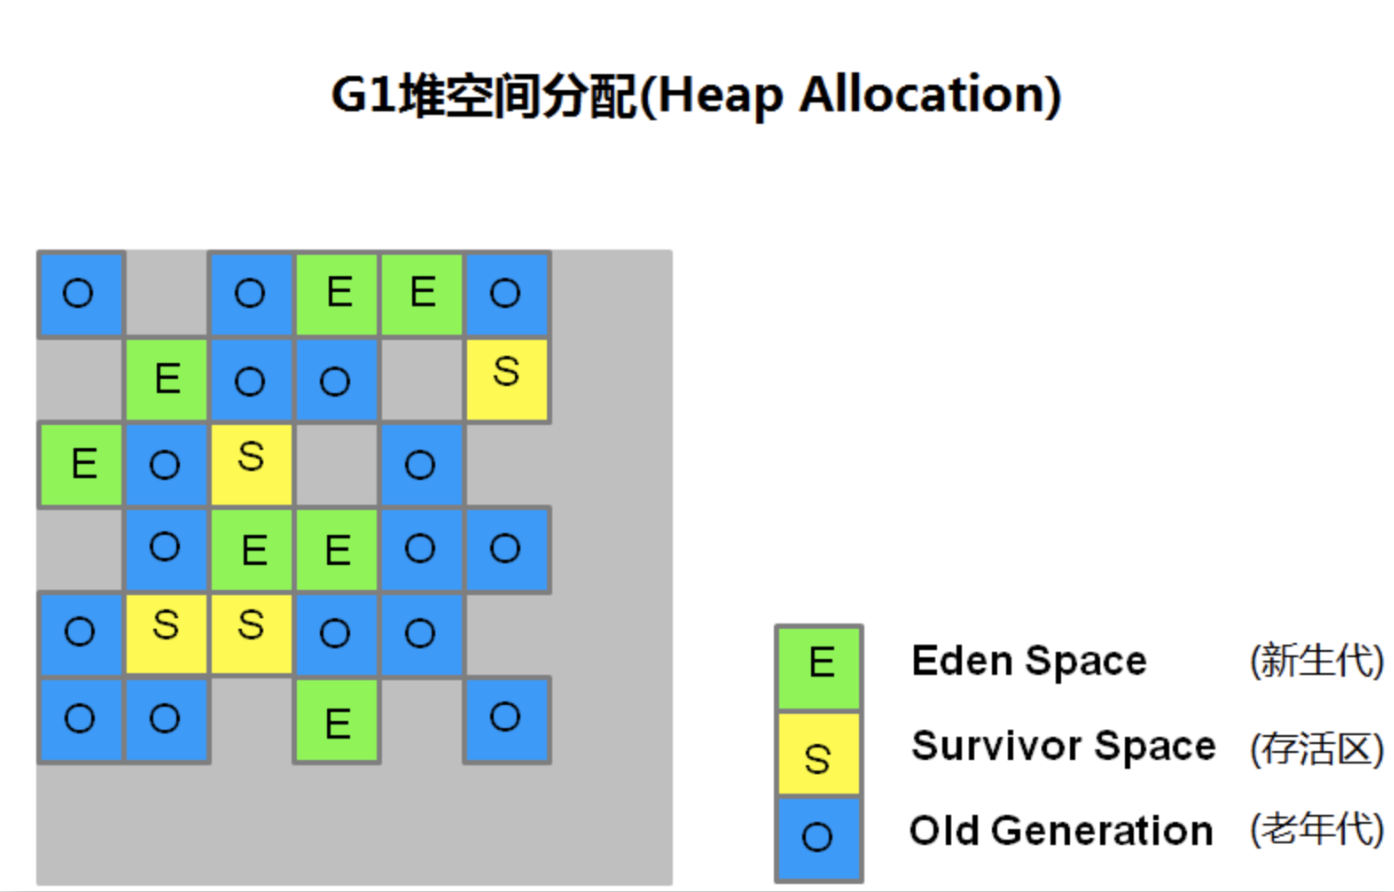 G1堆空间分配(Heap Allocation)
O O E E O
E O O S
E O S O
O E E O O
O S S O O
O O E O
E Eden Space (新生代)
S Survivor Space (存活区)
O Old Generation (老年代)